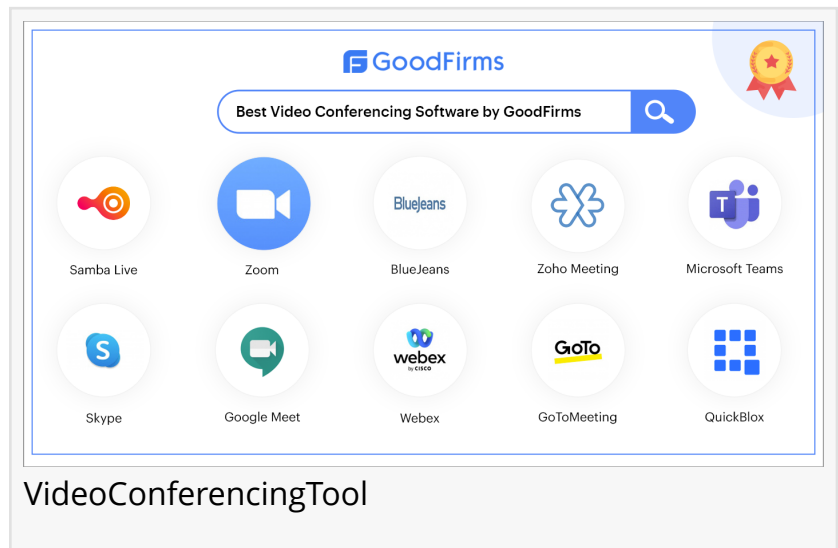 GoodFirms
Best Video Conferencing Software by GoodFirms
BlueJeans
T
Samba Live
Zoom
BlueJeans
Zoho Meeting
Microsoft Teams
S
webex
by CISCO
GoTo
Skype
Google Meet
Webex
GoToMeeting
QuickBlox
VideoConferencingTool